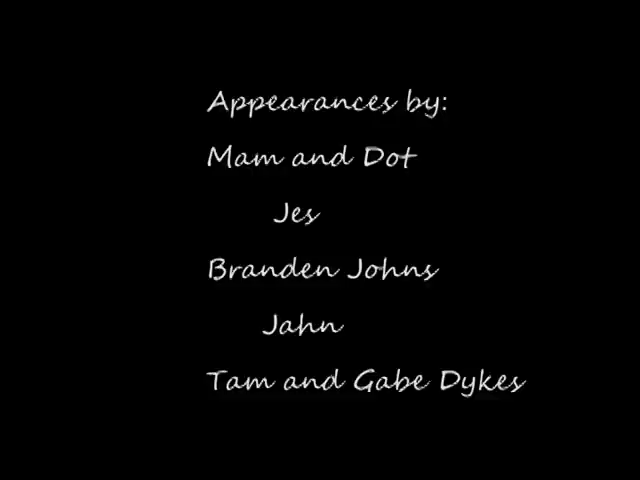 Appearances by:
Mam and Dot
Jes
Branden Johns
Jahn
Tam and Gabe Dykes